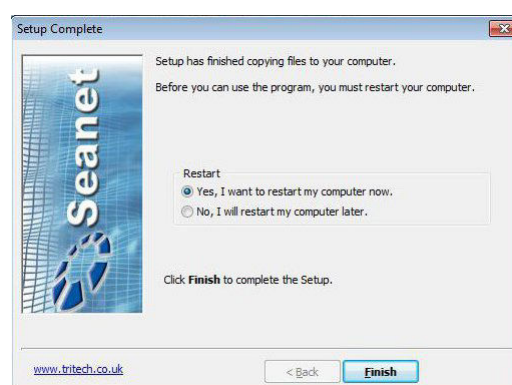 Setup Complete
Setup has finished copying files to your computer.
Before you can use the program, you must restart your computer.
Seanet
Restart
Yes, I want to restart my computer now.
No, I will restart my computer later.
Click Finish to complete the Setup.
www.tritech.co.uk
< Back
Finish